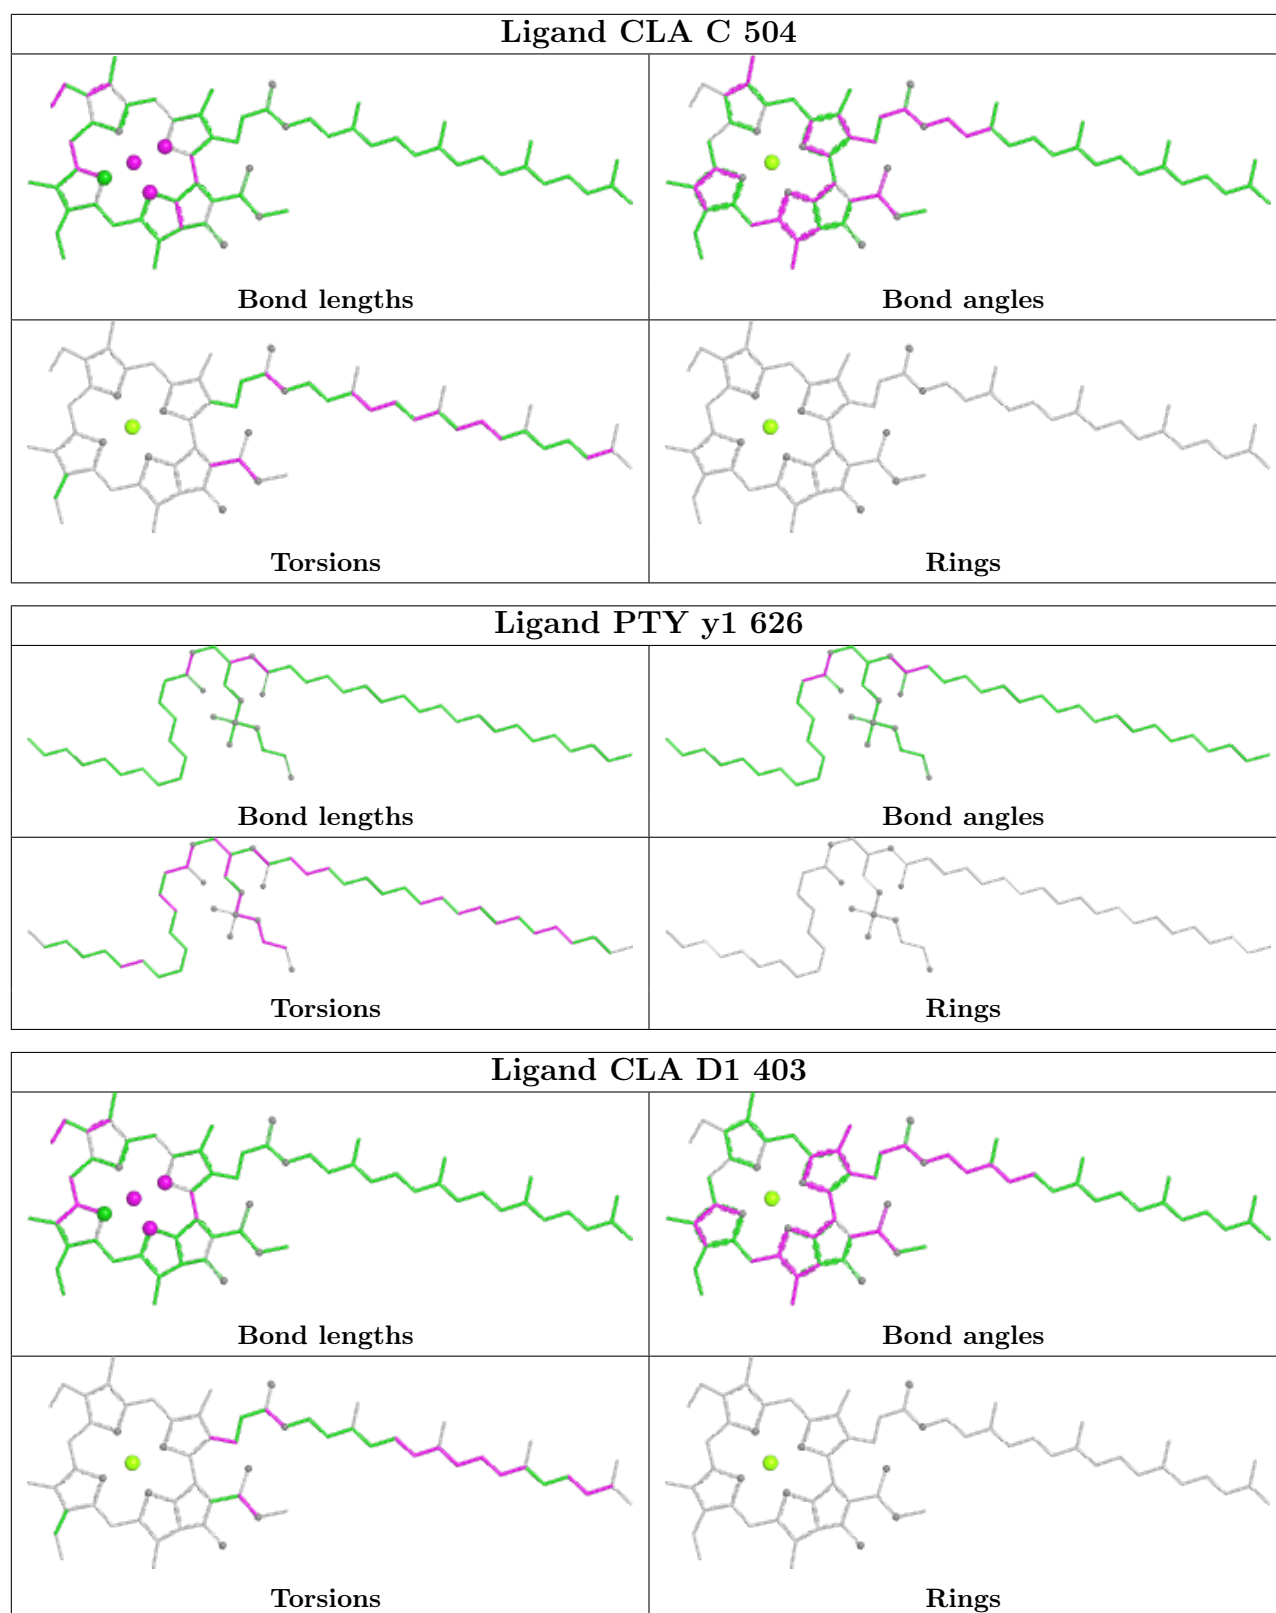 Ligand CLA C 504
Bond lengths
Bond angles
Torsions
Rings
Ligand PTY y1 626
Bond lengths
Bond angles
Torsions
Rings
Ligand CLA D1 403
Bond lengths
Bond angles
Torsions
Rings